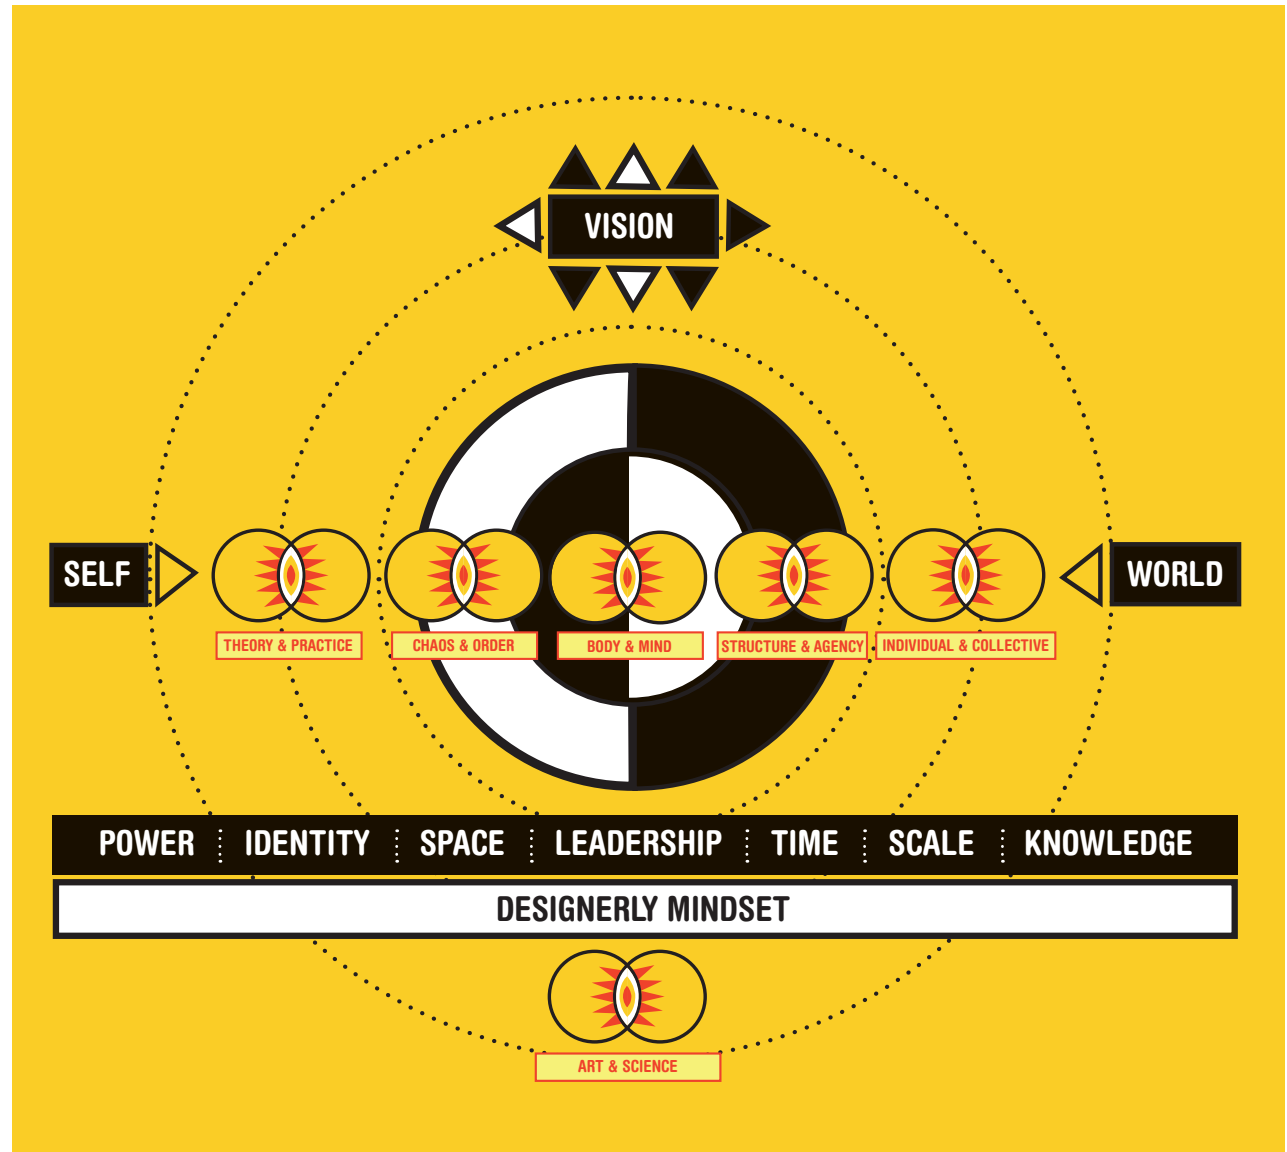 VISION
SELF
WORLD
THEORY & PRACTICE
CHAOS & ORDER
BODY & MIND
STRUCTURE & AGENCY
INDIVIDUAL & COLLECTIVE
POWER
IDENTITY
SPACE
LEADERSHIP
TIME
SCALE
KNOWLEDGE
DESIGNERLY MINDSET
ART & SCIENCE